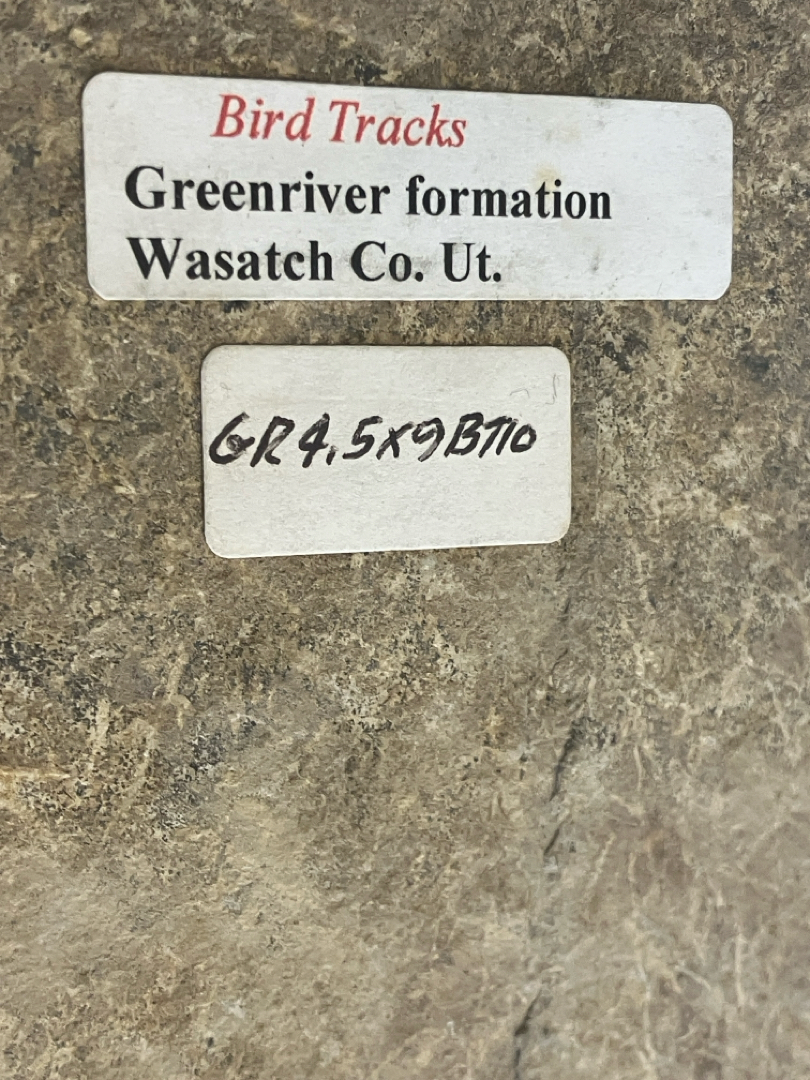 Bird Tracks
Greenriver formation
Wasatch Co. Ut.
GR4.5x9BT10